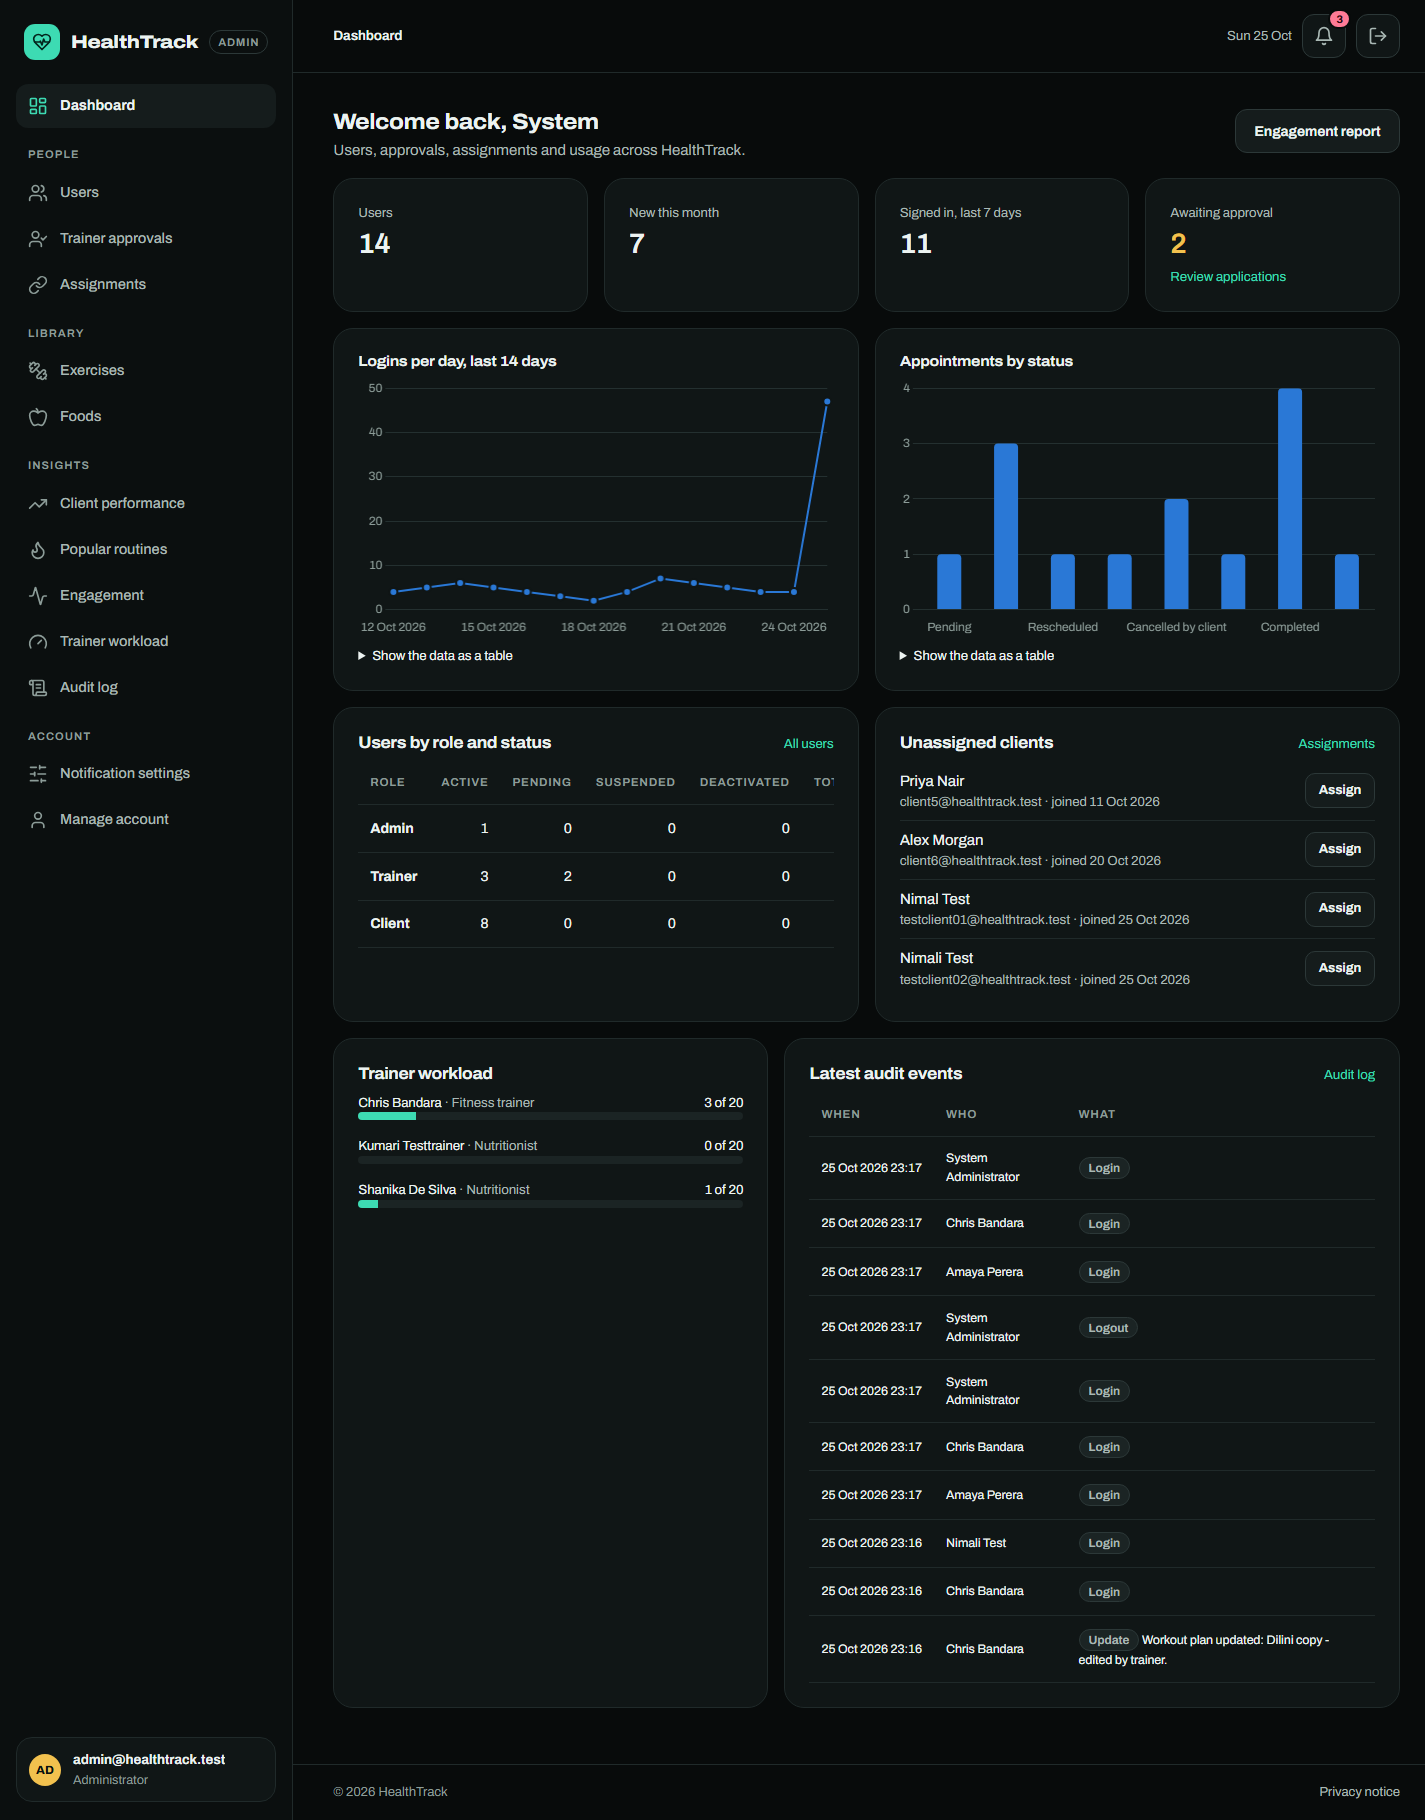 HealthTrack ADMIN
Dashboard
PEOPLE
Users
Trainer approvals
Assignments
LIBRARY
Exercises
Foods
INSIGHTS
Client performance
Popular routines
Engagement
Trainer workload
Audit log
ACCOUNT
Notification settings
Manage account
AD
admin@healthtrack.test
Administrator
Dashboard
Sun 25 Oct
3
Welcome back, System
Users, approvals, assignments and usage across HealthTrack.
Engagement report
Users
14
New this month
7
Signed in, last 7 days
11
Awaiting approval
2
Review applications
Logins per day, last 14 days
50
40
30
20
10
0
12 Oct 2026 15 Oct 2026 18 Oct 2026 21 Oct 2026 24 Oct 2026
Show the data as a table
Appointments by status
4
3
2
1
0
Pending Rescheduled Cancelled by client Completed
Show the data as a table
Users by role and status All users
ROLE ACTIVE PENDING SUSPENDED DEACTIVATED TOT
Admin 1 0 0 0
Trainer 3 2 0 0
Client 8 0 0 0
Unassigned clients Assignments
Priya Nair
client5@healthtrack.test · joined 11 Oct 2026
Assign
Alex Morgan
client6@healthtrack.test · joined 20 Oct 2026
Assign
Nimal Test
testclient01@healthtrack.test · joined 25 Oct 2026
Assign
Nimali Test
testclient02@healthtrack.test · joined 25 Oct 2026
Assign
Trainer workload
Chris Bandara · Fitness trainer 3 of 20
Kumari Testtrainer · Nutritionist 0 of 20
Shanika De Silva · Nutritionist 1 of 20
Latest audit events Audit log
WHEN WHO WHAT
25 Oct 2026 23:17 System Administrator Login
25 Oct 2026 23:17 Chris Bandara Login
25 Oct 2026 23:17 Amaya Perera Login
25 Oct 2026 23:17 System Administrator Logout
25 Oct 2026 23:17 System Administrator Login
25 Oct 2026 23:17 Chris Bandara Login
25 Oct 2026 23:17 Amaya Perera Login
25 Oct 2026 23:16 Nimali Test Login
25 Oct 2026 23:16 Chris Bandara Login
25 Oct 2026 23:16 Chris Bandara Update Workout plan updated: Dilini copy -
edited by trainer.
© 2026 HealthTrack
Privacy notice